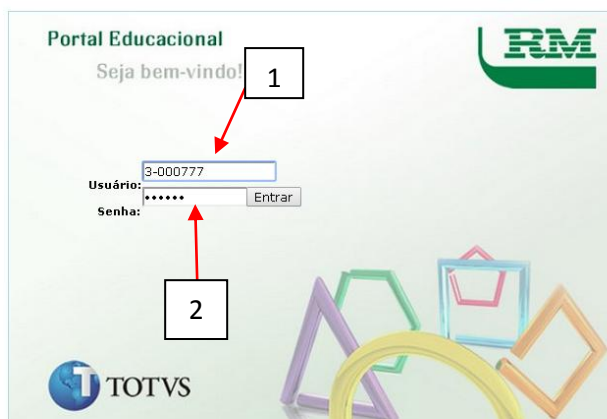 Portal Educacional
RM
Seja bem-vindo!
1
3-000777
Usuário:
•••••• Entrar
Senha:
2
TOTVS